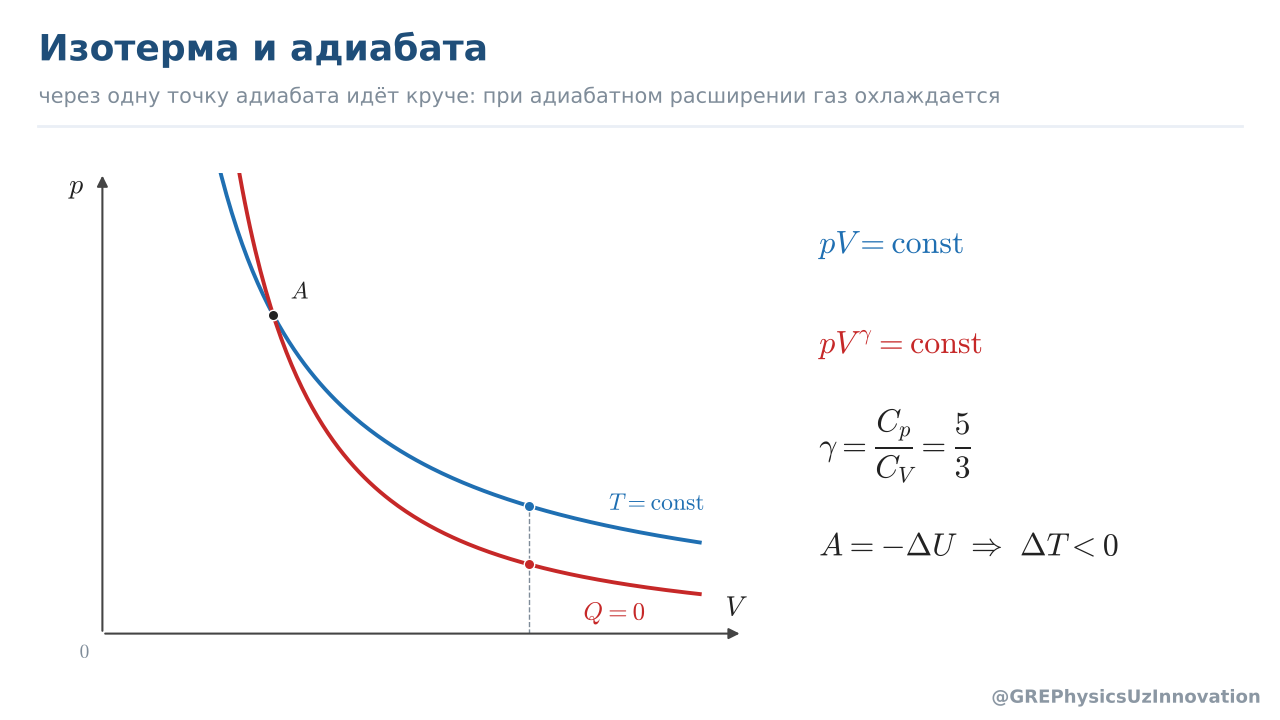 Изотерма и адиабата
через одну точку адиабата идёт круче: при адиабатном расширении газ охлаждается
p
A
T = const
Q = 0
V
0
pV = const
pV^γ = const
γ = C_p/C_V = 5/3
A = −ΔU ⇒ ΔT < 0
@GREPhysicsUzInnovation